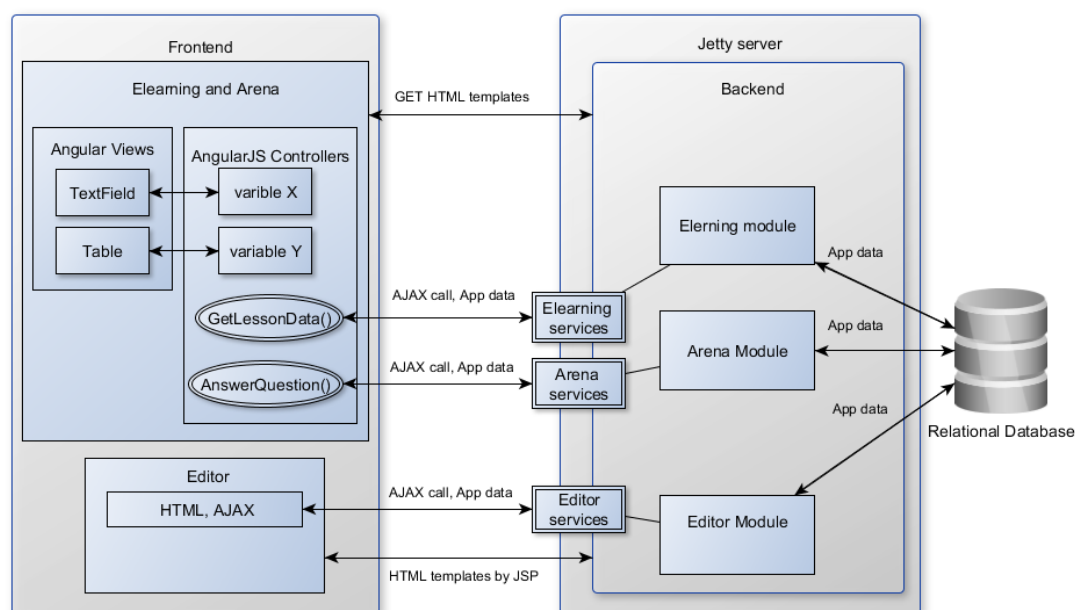 Frontend
Elearning and Arena
Angular Views
AngularJS Controllers
TextField
varible X
Table
variable Y
GetLessonData()
AnswerQuestion()
Editor
HTML, AJAX
GET HTML templates
AJAX call, App data
AJAX call, App data
AJAX call, App data
HTML templates by JSP
Jetty server
Backend
Elerning module
Elearning
services
Arena Module
Arena
services
Editor
services
Editor Module
App data
App data
App data
Relational Database